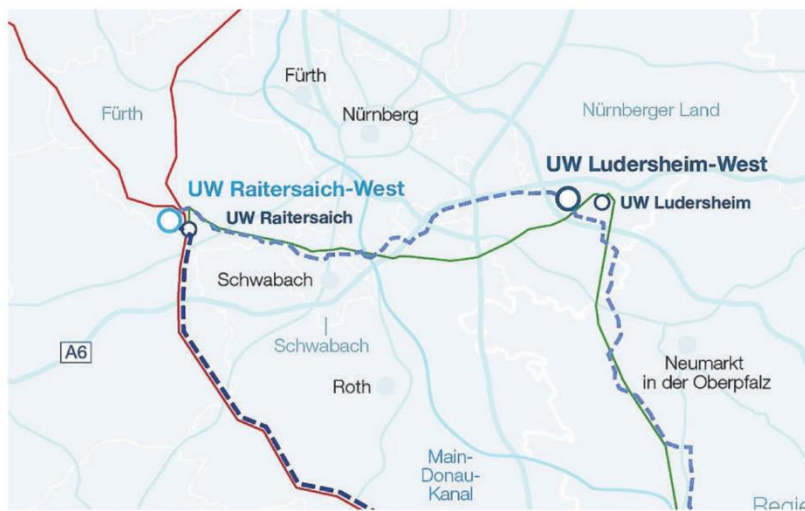 Fürth
Fürth
Nürnberg
Nürnberger Land
UW Ludersheim-West
UW Raitersaich-West
UW Ludersheim
UW Raitersaich
Schwabach
Schwabach
A6
Roth
Neumarkt
in der Oberpfalz
Main-
Donau-
Kanal